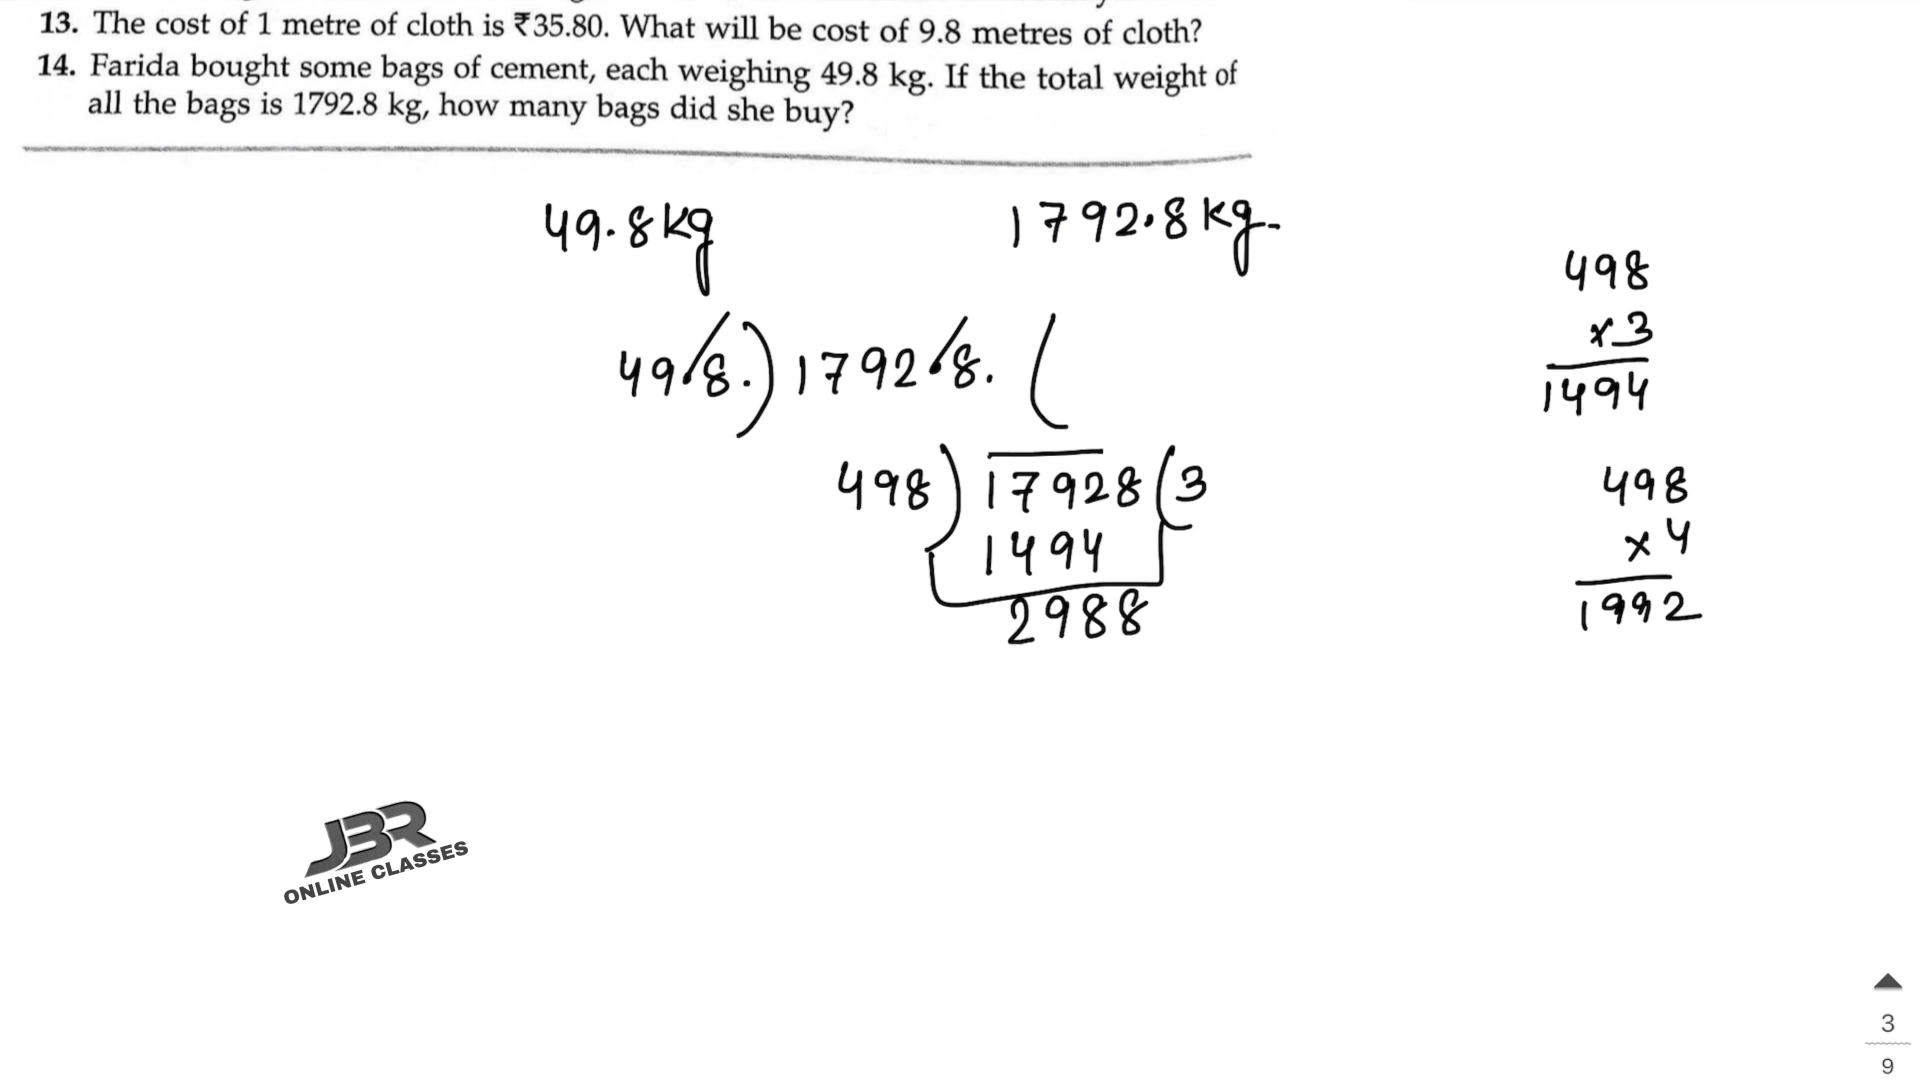 13. The cost of 1 metre of cloth is ₹35.80. What will be cost of 9.8 metres of cloth?
14. Farida bought some bags of cement, each weighing 49.8 kg. If the total weight of
all the bags is 1792.8 kg, how many bags did she buy?
49.8 kg 1792.8 kg-
49.8.) 1792.8. (
498) 17928 (3
1494
2988
498
×3
1494
498
×4
1992
JBR
ONLINE CLASSES
3
9